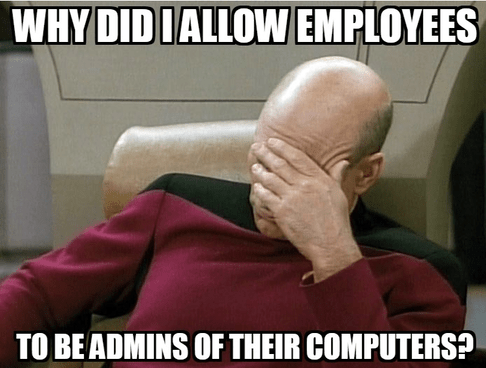 WHY DID I ALLOW EMPLOYEES
TO BE ADMINS OF THEIR COMPUTERS?